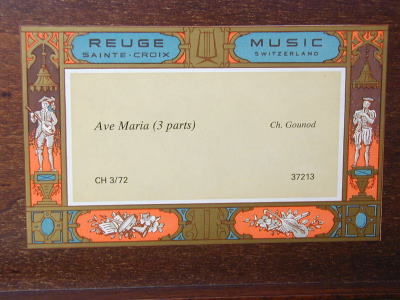 REUGE MUSIC
SAINTE-CROIX SWITZERLAND
Ave Maria (3 parts) Ch. Gounod
CH 3/72 37213